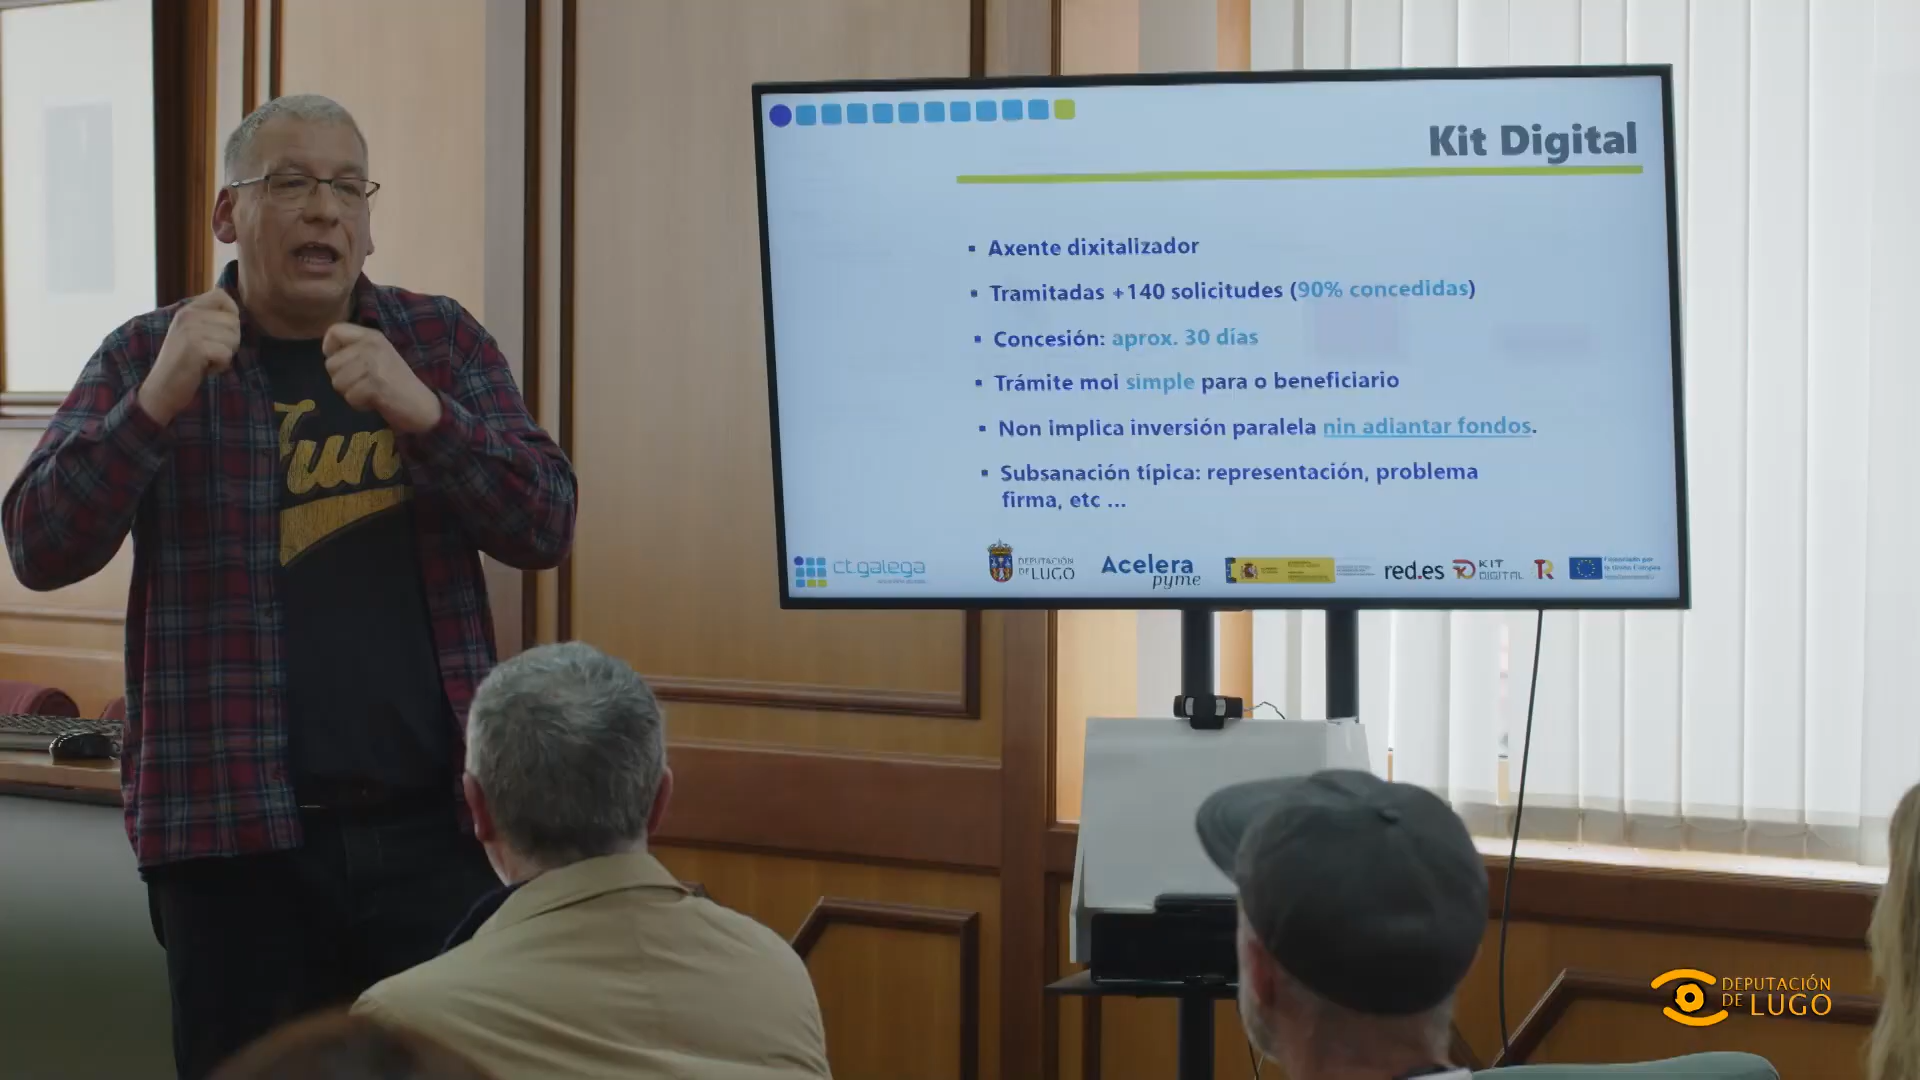 Kit Digital
▪ Axente dixitalizador
▪ Tramitadas +140 solicitudes (90% concedidas)
▪ Concesión: aprox. 30 días
▪ Trámite moi simple para o beneficiario
▪ Non implica inversión paralela nin adiantar fondos.
▪ Subsanación típica: representación, problema
firma, etc ...
ct.galega
DEPUTACIÓN
DE LUGO
Acelera
pyme
red.es
KIT
DIGITAL
Fun
DEPUTACIÓN
DE LUGO